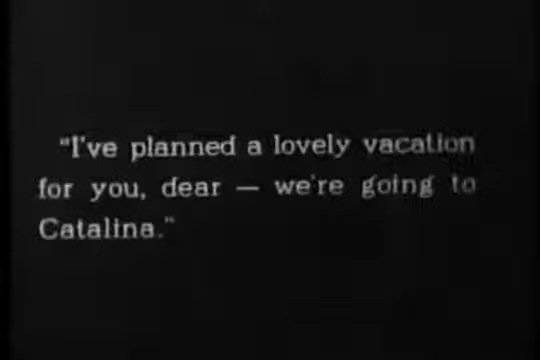 "I've planned a lovely vacation
for you, dear — we're going to
Catalina."